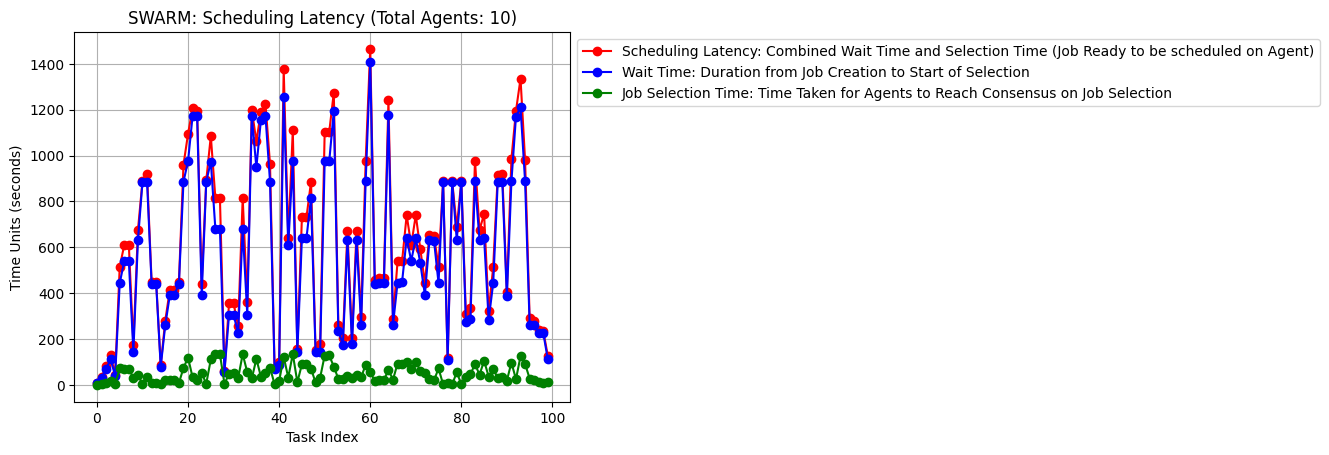 SWARM: Scheduling Latency (Total Agents: 10)
Scheduling Latency: Combined Wait Time and Selection Time (Job Ready to be scheduled on Agent)
Wait Time: Duration from Job Creation to Start of Selection
Job Selection Time: Time Taken for Agents to Reach Consensus on Job Selection
Time Units (seconds)
1400
1200
1000
800
600
400
200
0
0 20 40 60 80 100
Task Index